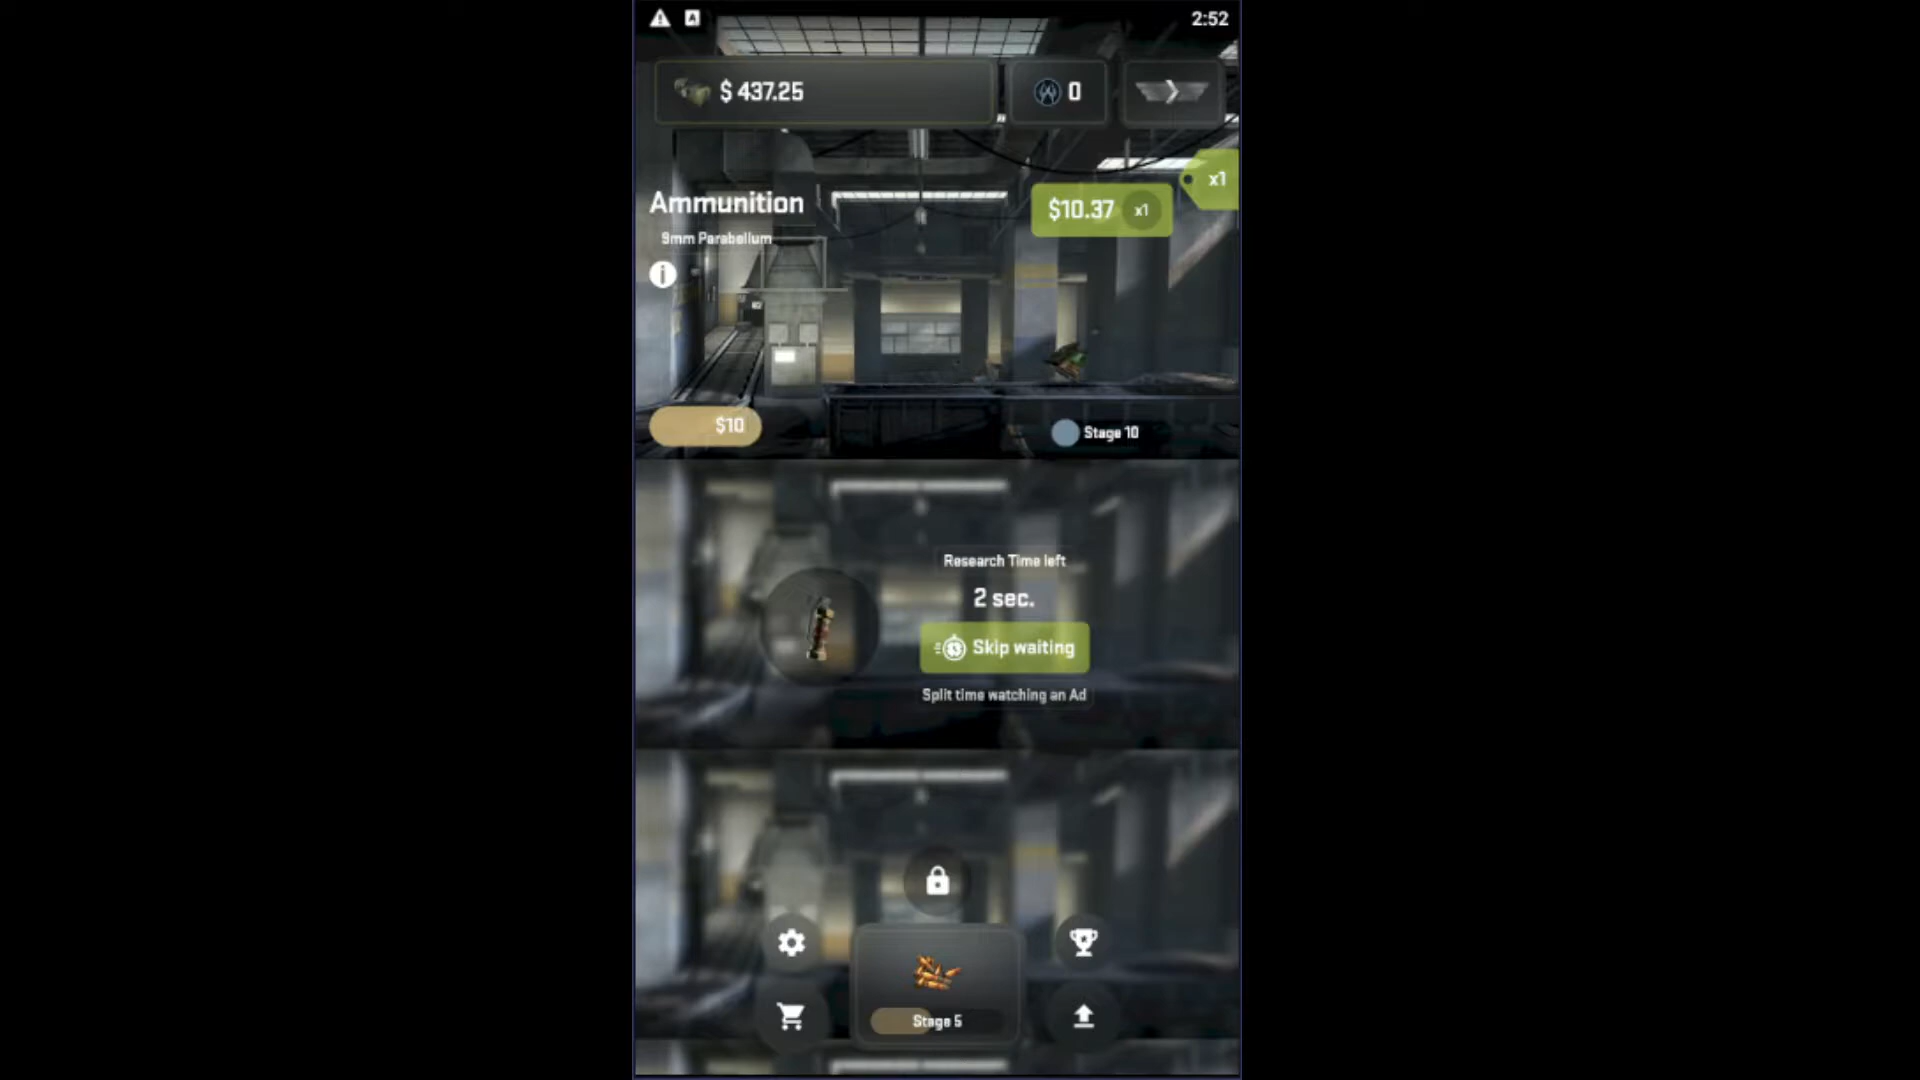 2:52
$ 437.25
0
x1
Ammunition
$10.37 x1
9mm Parabellum
i
$10
Stage 10
Research Time left
2 sec.
Skip waiting
Split time watching an Ad
Stage 5